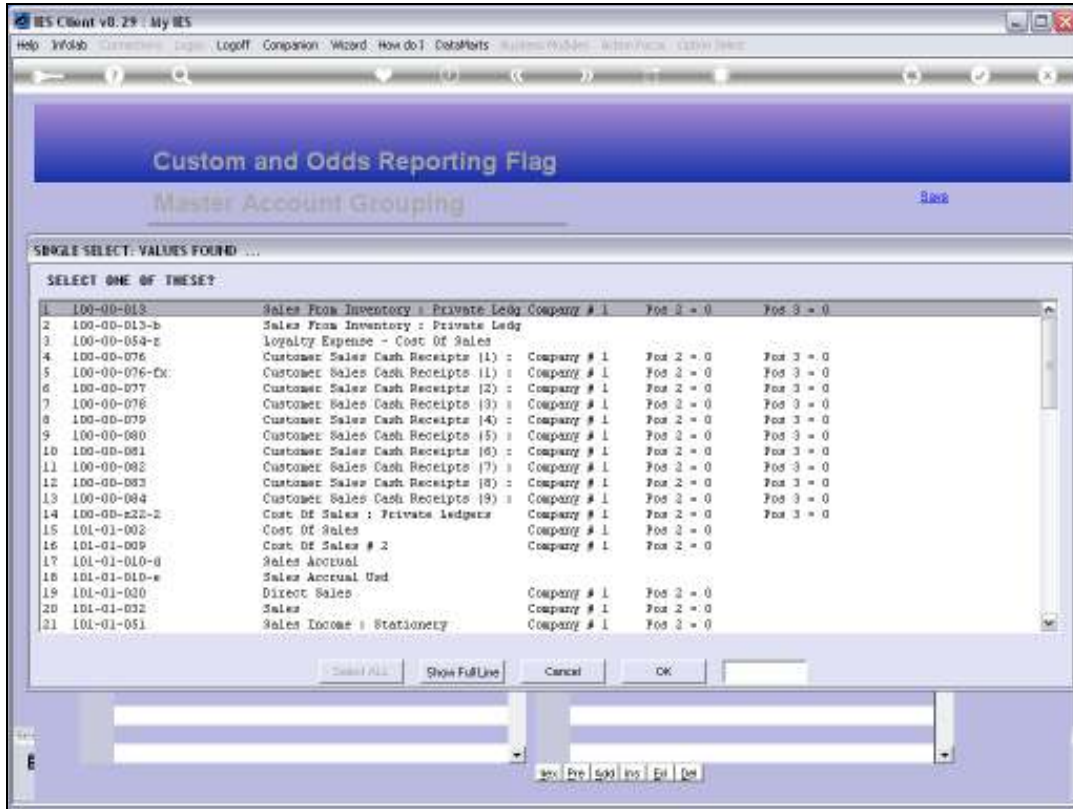 IES Client v8.29 : My IES
Help Infolab Connections Logon Logoff Companion Wizard How do I DataMarts Business Modules Action Focus Option Select
Custom and Odds Reporting Flag
Master Account Grouping
Save
SINGLE SELECT: VALUES FOUND ...
SELECT ONE OF THESE?
1 100-00-013 Sales From Inventory : Private Ledg Company # 1 Pos 2 = 0 Pos 3 = 0
2 100-00-013-b Sales From Inventory : Private Ledg
3 100-00-054-z Loyalty Expense - Cost Of Sales
4 100-00-076 Customer Sales Cash Receipts (1) : Company # 1 Pos 2 = 0 Pos 3 = 0
5 100-00-076-fx Customer Sales Cash Receipts (1) : Company # 1 Pos 2 = 0 Pos 3 = 0
6 100-00-077 Customer Sales Cash Receipts (2) : Company # 1 Pos 2 = 0 Pos 3 = 0
7 100-00-078 Customer Sales Cash Receipts (3) : Company # 1 Pos 2 = 0 Pos 3 = 0
8 100-00-079 Customer Sales Cash Receipts (4) : Company # 1 Pos 2 = 0 Pos 3 = 0
9 100-00-080 Customer Sales Cash Receipts (5) : Company # 1 Pos 2 = 0 Pos 3 = 0
10 100-00-081 Customer Sales Cash Receipts (6) : Company # 1 Pos 2 = 0 Pos 3 = 0
11 100-00-082 Customer Sales Cash Receipts (7) : Company # 1 Pos 2 = 0 Pos 3 = 0
12 100-00-083 Customer Sales Cash Receipts (8) : Company # 1 Pos 2 = 0 Pos 3 = 0
13 100-00-084 Customer Sales Cash Receipts (9) : Company # 1 Pos 2 = 0 Pos 3 = 0
14 100-00-z22-2 Cost Of Sales : Private Ledgers Company # 1 Pos 2 = 0 Pos 3 = 0
15 101-01-002 Cost Of Sales Company # 1 Pos 2 = 0
16 101-01-009 Cost Of Sales # 2 Company # 1 Pos 2 = 0
17 101-01-010-d Sales Accrual
18 101-01-010-e Sales Accrual Usd
19 101-01-020 Direct Sales Company # 1 Pos 2 = 0
20 101-01-032 Sales Company # 1 Pos 2 = 0
21 101-01-051 Sales Income : Stationery Company # 1 Pos 2 = 0
Select ALL Show Full Line Cancel OK
Nex Pre Add Ins Del